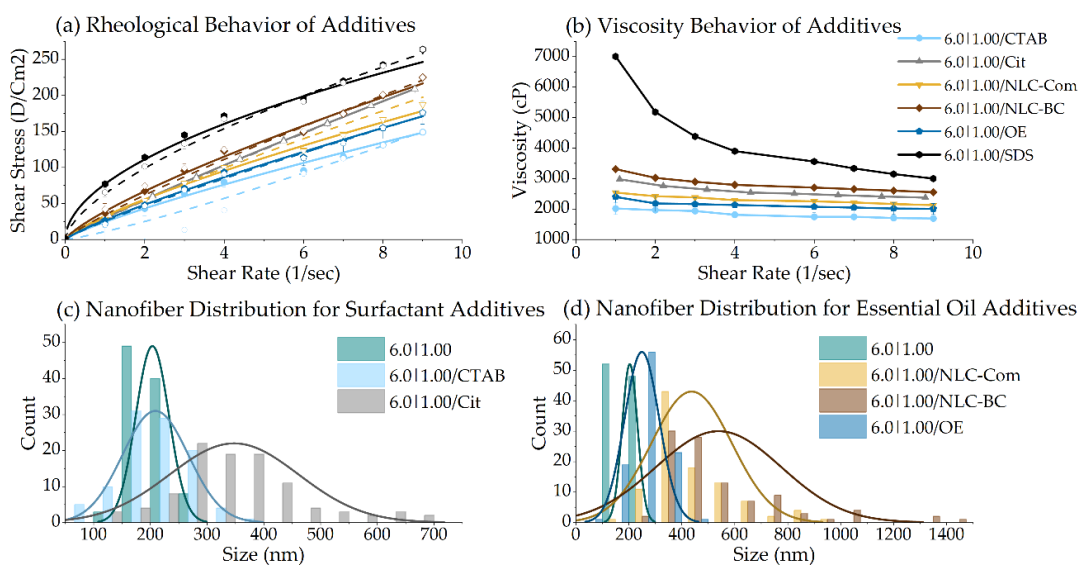 (a) Rheological Behavior of Additives
Shear Stress (D/Cm2)
250
200
150
100
50
0
0 2 4 6 8 10
Shear Rate (1/sec)
(b) Viscosity Behavior of Additives
Viscosity (cP)
7000
6000
5000
4000
3000
2000
1000
0 2 4 6 8 10
Shear Rate (1/sec)
6.0|1.00/CTAB
6.0|1.00/Cit
6.0|1.00/NLC-Com
6.0|1.00/NLC-BC
6.0|1.00/OE
6.0|1.00/SDS
(c) Nanofiber Distribution for Surfactant Additives
Count
50
40
30
20
10
0
100 200 300 400 500 600 700
Size (nm)
6.0|1.00
6.0|1.00/CTAB
6.0|1.00/Cit
(d) Nanofiber Distribution for Essential Oil Additives
Count
60
50
40
30
20
10
0
0 200 400 600 800 1000 1200 1400
Size (nm)
6.0|1.00
6.0|1.00/NLC-Com
6.0|1.00/NLC-BC
6.0|1.00/OE